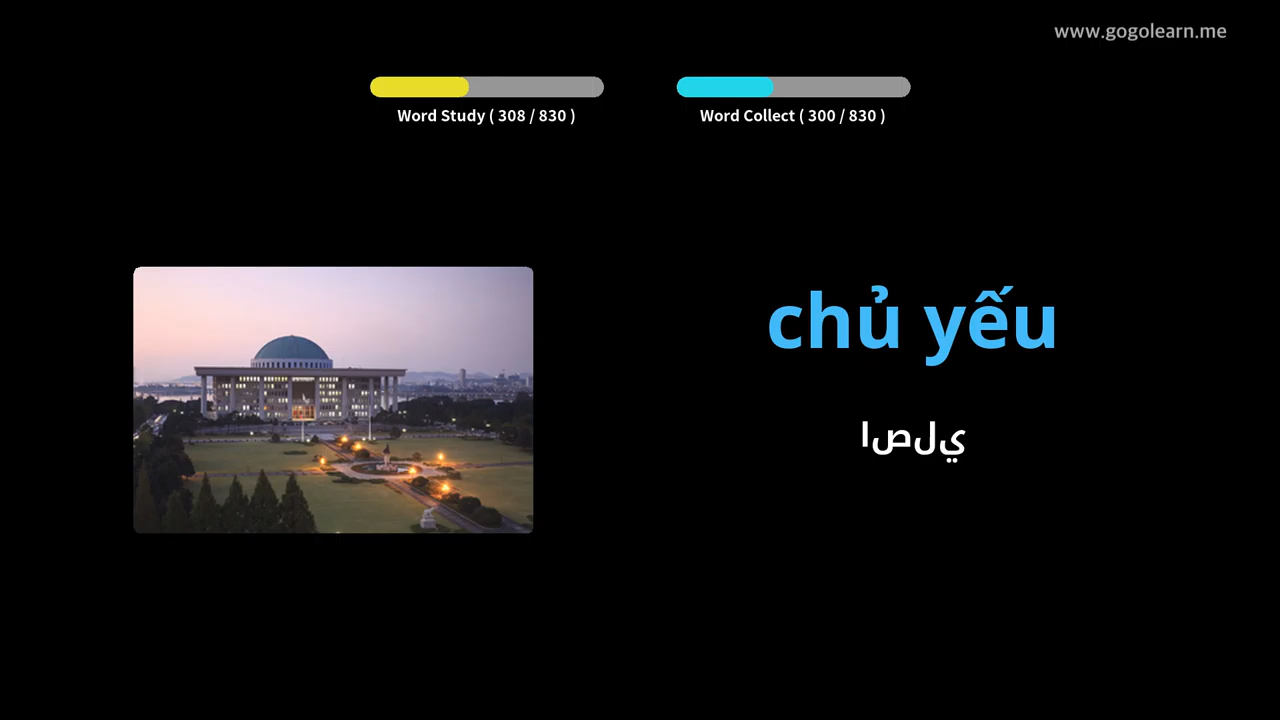 www.gogolearn.me
Word Study ( 308 / 830 )
Word Collect ( 300 / 830 )
chủ yếu
اصلي